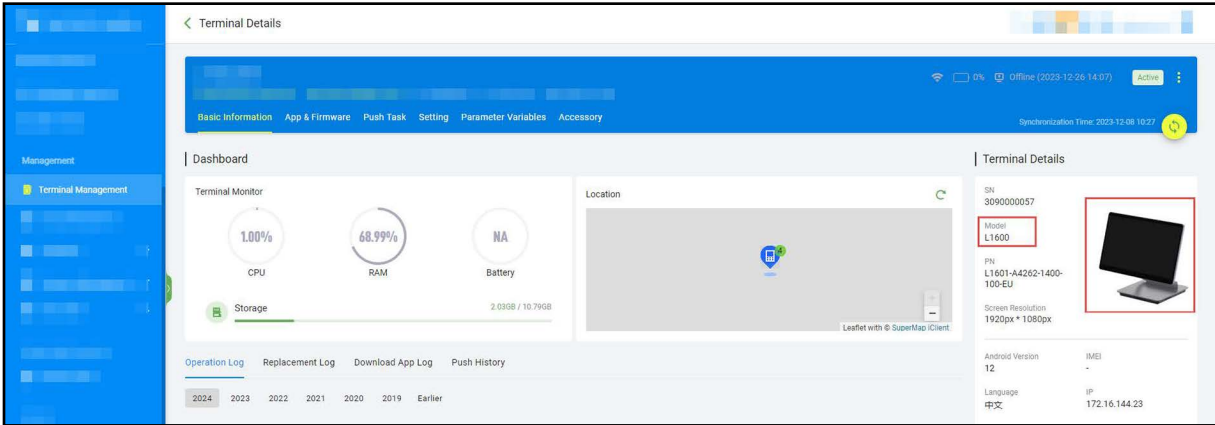 Terminal Details
0% Offline (2023-12-26 14:07) Active
Basic Information App & Firmware Push Task Setting Parameter Variables Accessory
Synchronization Time: 2023-12-08 10:27
Management
Terminal Management
Dashboard
Terminal Monitor
1.00%
CPU
68.99%
RAM
NA
Battery
Storage 2.03GB / 10.79GB
Location
4
+
−
Leaflet with © SuperMap iClient
Operation Log Replacement Log Download App Log Push History
2024 2023 2022 2021 2020 2019 Earlier
Terminal Details
SN
3090000057
Model
L1600
PN
L1601-A4262-1400-
100-EU
Screen Resolution
1920px * 1080px
Android Version
12
IMEI
-
Language
中文
IP
172.16.144.23